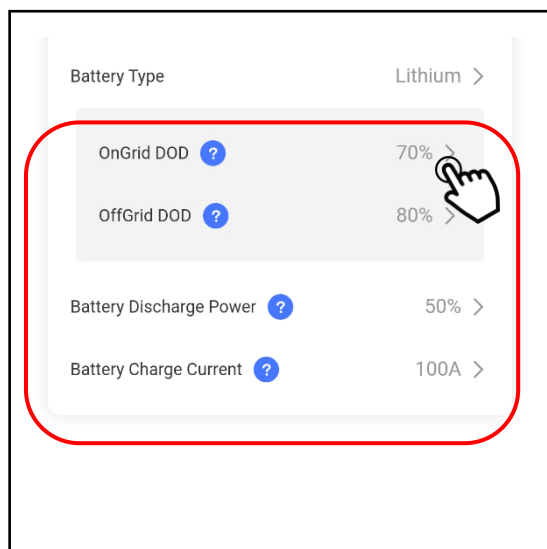 Battery Type Lithium >
OnGrid DOD ? 70% >
OffGrid DOD ? 80% >
Battery Discharge Power ? 50% >
Battery Charge Current ? 100A >